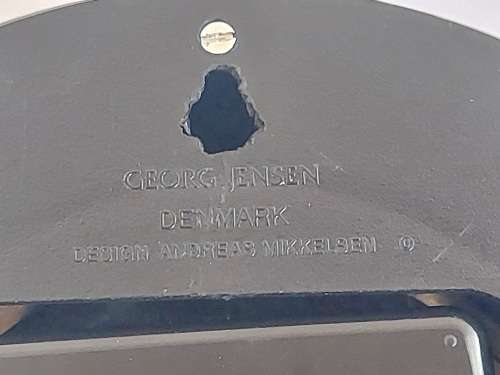 GEORG JENSEN
DENMARK
DESIGN ANDREAS MIKKELSEN ©